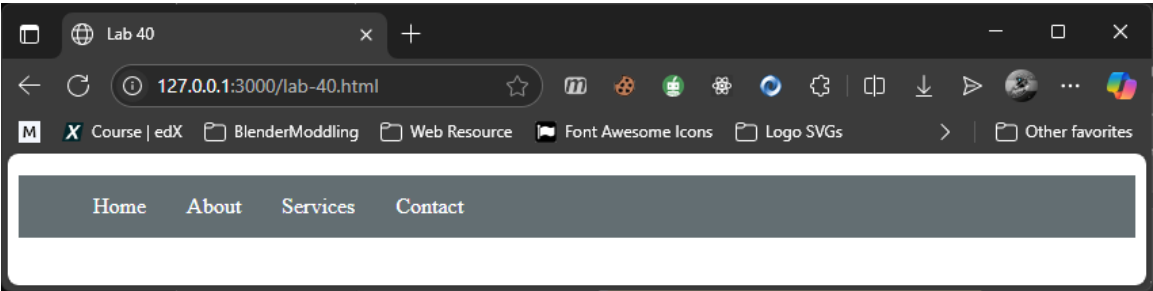 Lab 40
127.0.0.1:3000/lab-40.html
M X Course | edX BlenderModdling Web Resource Font Awesome Icons Logo SVGs Other favorites
Home About Services Contact